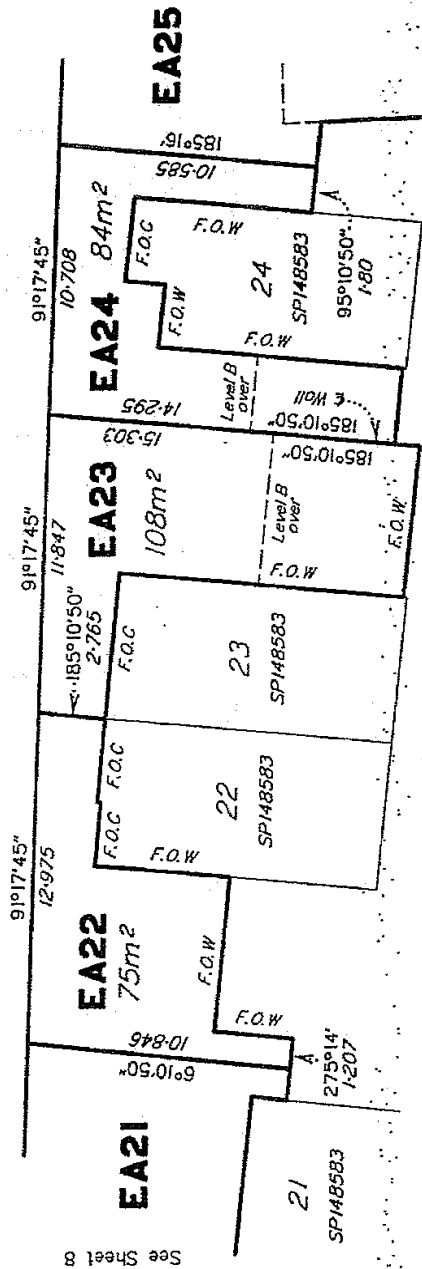 See Sheet 8
EA21
21
SP148583
6°10'50"
10·846
275°14'
1·207
91°17'45"
12·975
EA22
75m²
F.O.W
F.O.W
F.O.W
F.O.C
F.O.C
22
SP148583
185°10'50"
2·765
91°17'45"
11·847
EA23
108m²
F.O.C
23
SP148583
F.O.W
Level B
over
F.O.W.
15·303
185°10'50"
14·295
185°10'50"
℄ Wall
Level B
over
91°17'45"
10·708
EA24
84m²
F.O.W
F.O.W
F.O.C
F.O.W
24
SP148583
95°10'50"
1·80
10·585
185°16'
EA25